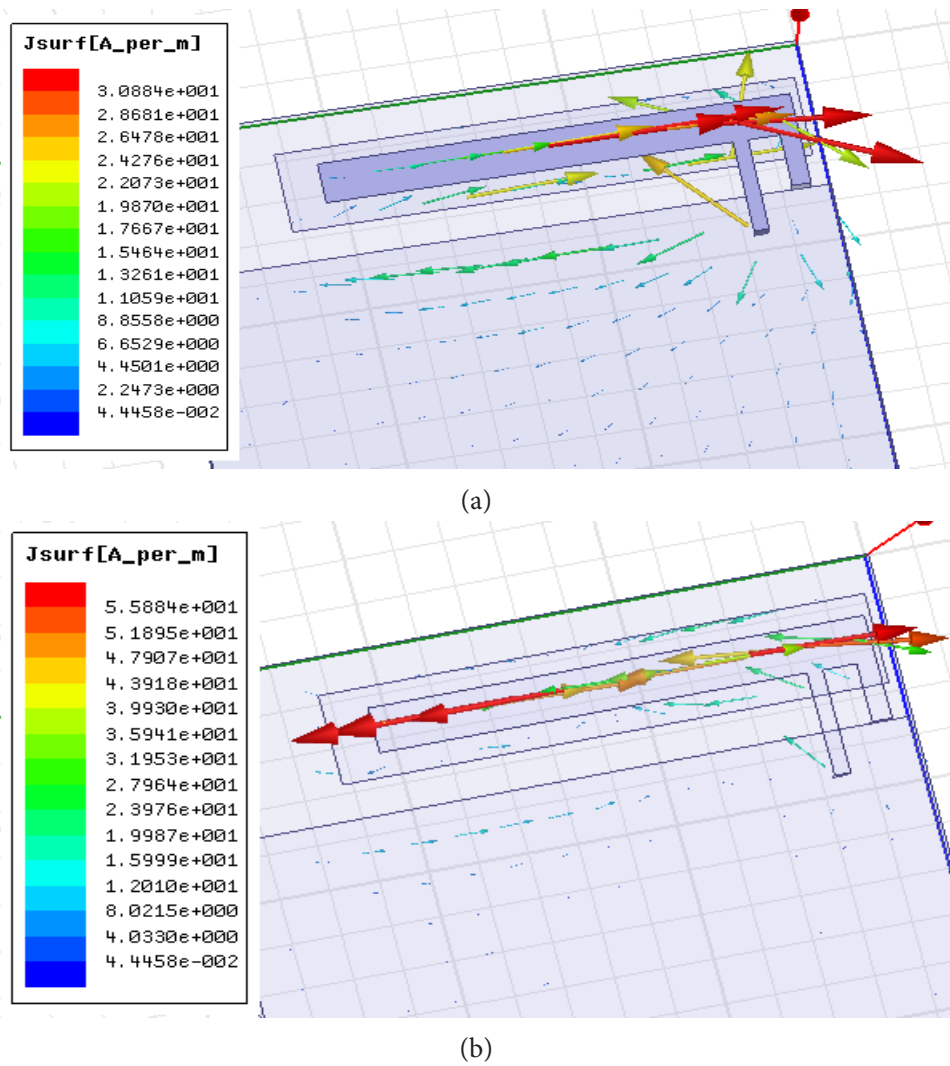 Jsurf[A_per_m]
3.0884e+001
2.8681e+001
2.6478e+001
2.4276e+001
2.2073e+001
1.9870e+001
1.7667e+001
1.5464e+001
1.3261e+001
1.1059e+001
8.8558e+000
6.6529e+000
4.4501e+000
2.2473e+000
4.4458e-002
(a)
Jsurf[A_per_m]
5.5884e+001
5.1895e+001
4.7907e+001
4.3918e+001
3.9930e+001
3.5941e+001
3.1953e+001
2.7964e+001
2.3976e+001
1.9987e+001
1.5999e+001
1.2010e+001
8.0215e+000
4.0330e+000
4.4458e-002
(b)